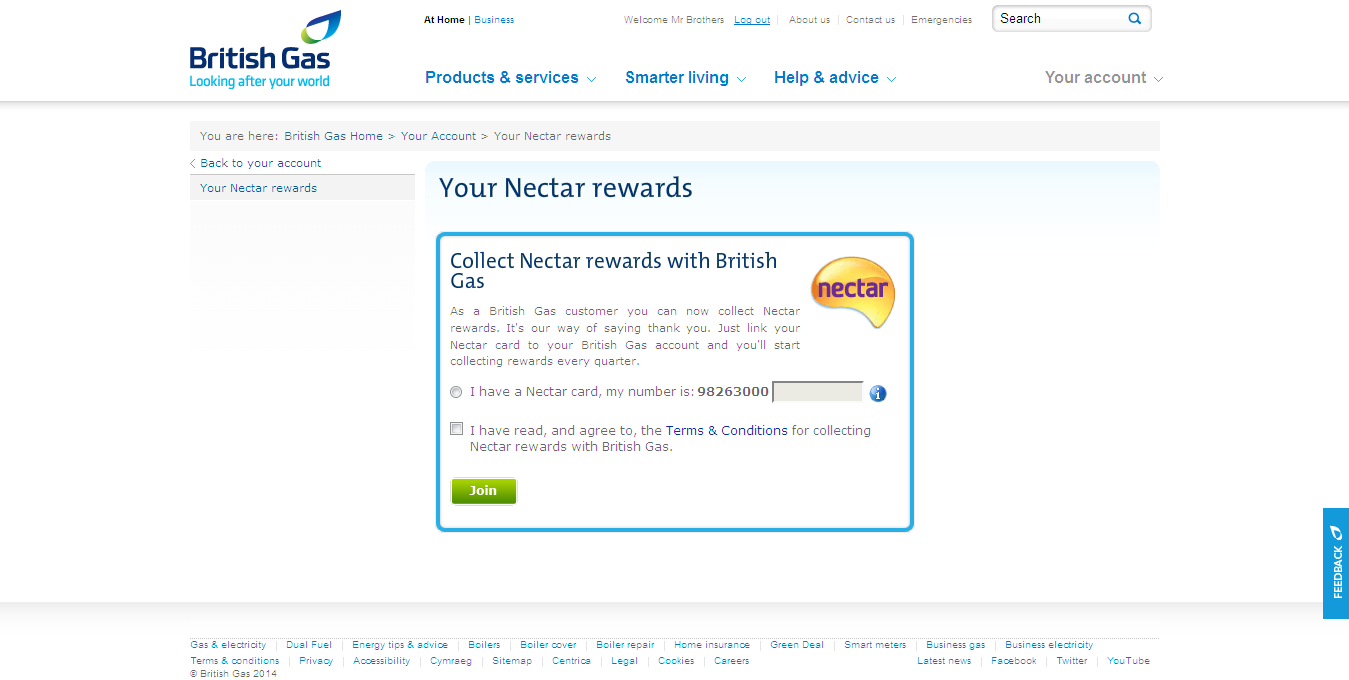 At Home | Business
Welcome Mr Brothers Log out About us Contact us Emergencies
Search
British Gas
Looking after your world
Products & services Smarter living Help & advice Your account
You are here: British Gas Home > Your Account > Your Nectar rewards
Back to your account
Your Nectar rewards
Your Nectar rewards
Collect Nectar rewards with British
Gas
nectar
As a British Gas customer you can now collect Nectar
rewards. It's our way of saying thank you. Just link your
Nectar card to your British Gas account and you'll start
collecting rewards every quarter.
I have a Nectar card, my number is: 98263000
i
I have read, and agree to, the Terms & Conditions for collecting
Nectar rewards with British Gas.
Join
FEEDBACK
Gas & electricity Dual Fuel Energy tips & advice Boilers Boiler cover Boiler repair Home insurance Green Deal Smart meters Business gas Business electricity
Terms & conditions Privacy Accessibility Cymraeg Sitemap Centrica Legal Cookies Careers Latest news Facebook Twitter YouTube
© British Gas 2014